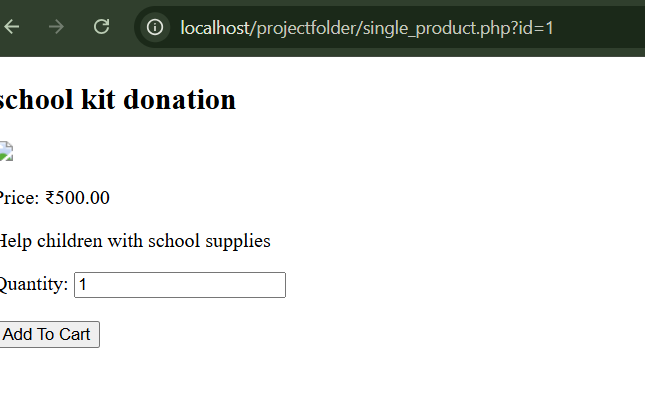 localhost/projectfolder/single_product.php?id=1
school kit donation
Price: ₹500.00
Help children with school supplies
Quantity: 1
Add To Cart